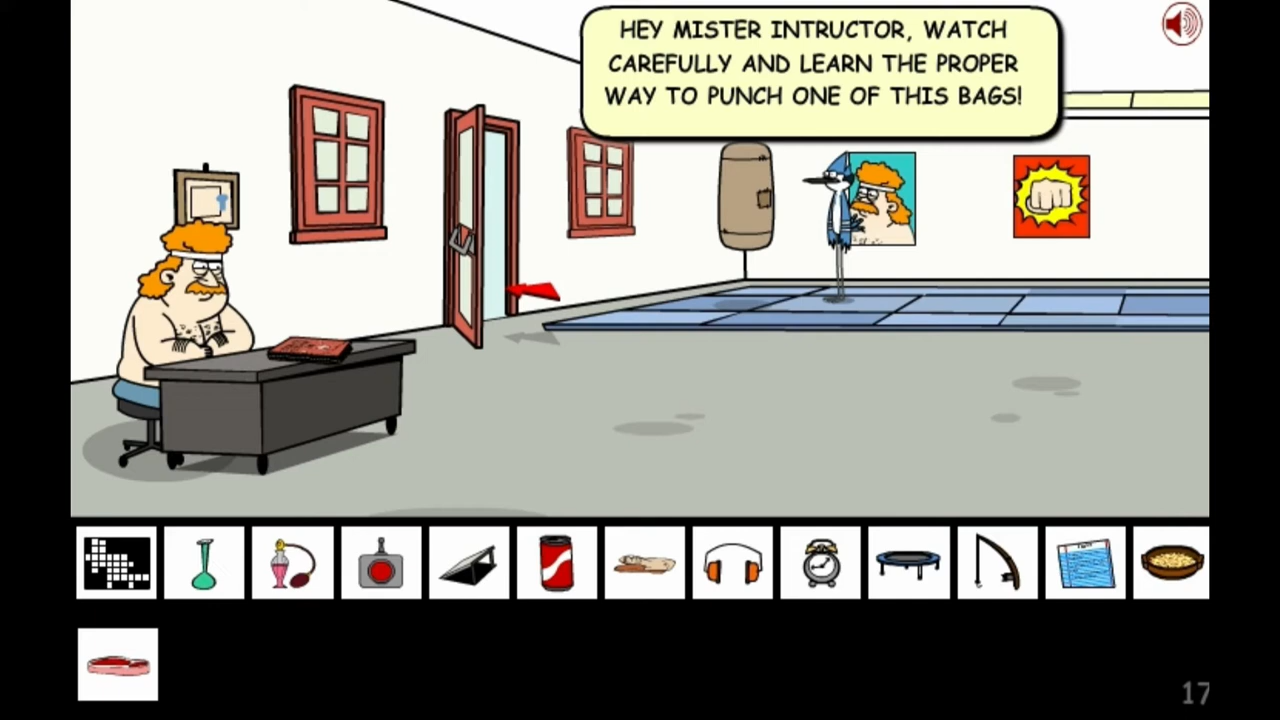 HEY MISTER INTRUCTOR, WATCH
CAREFULLY AND LEARN THE PROPER
WAY TO PUNCH ONE OF THIS BAGS!
17